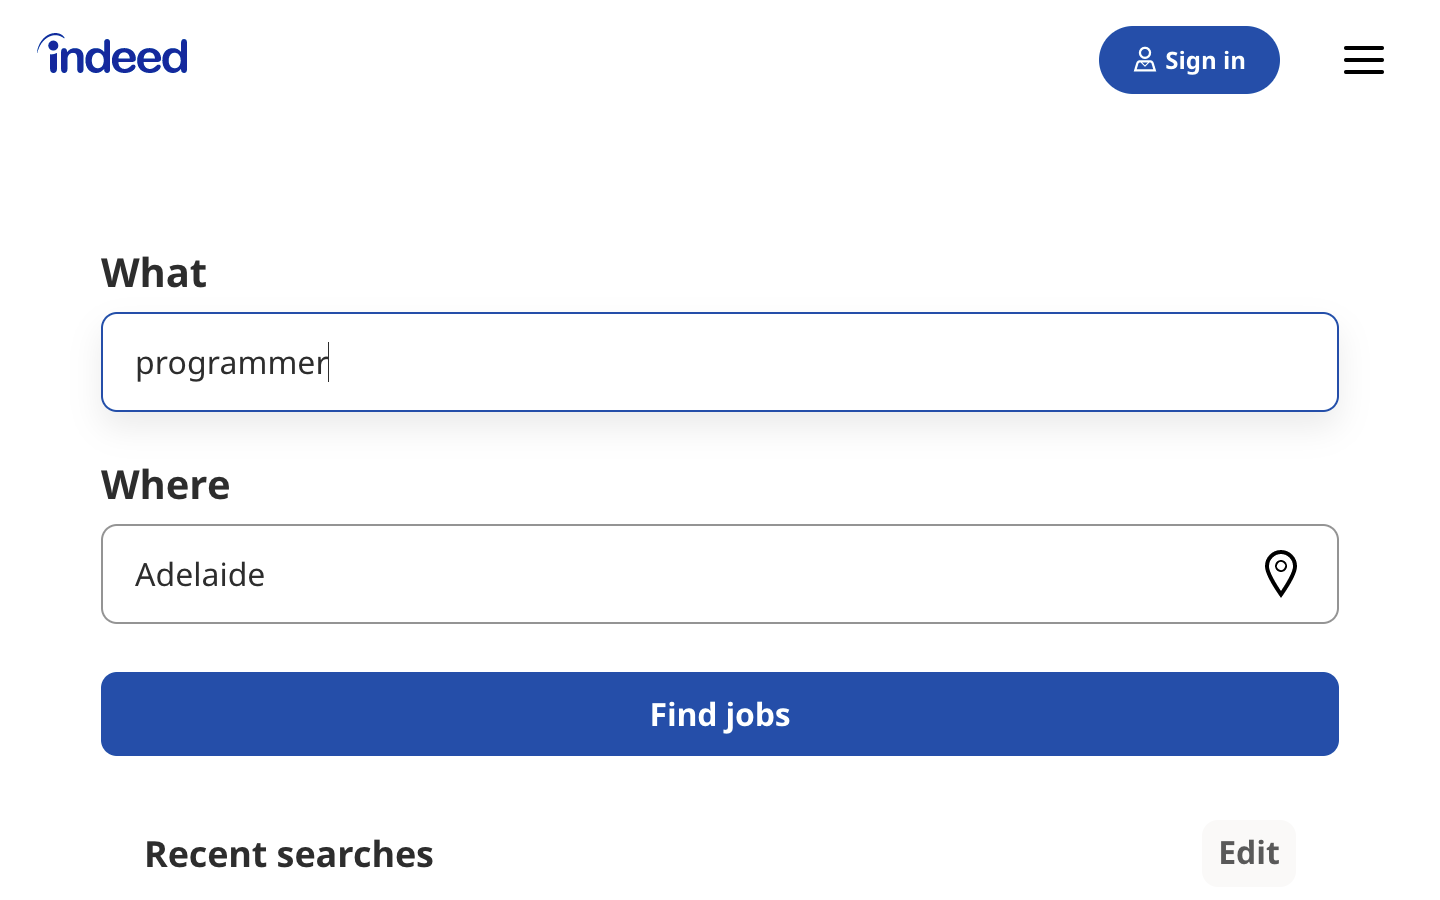 indeed
Sign in
What
programmer
Where
Adelaide
Find jobs
Recent searches
Edit